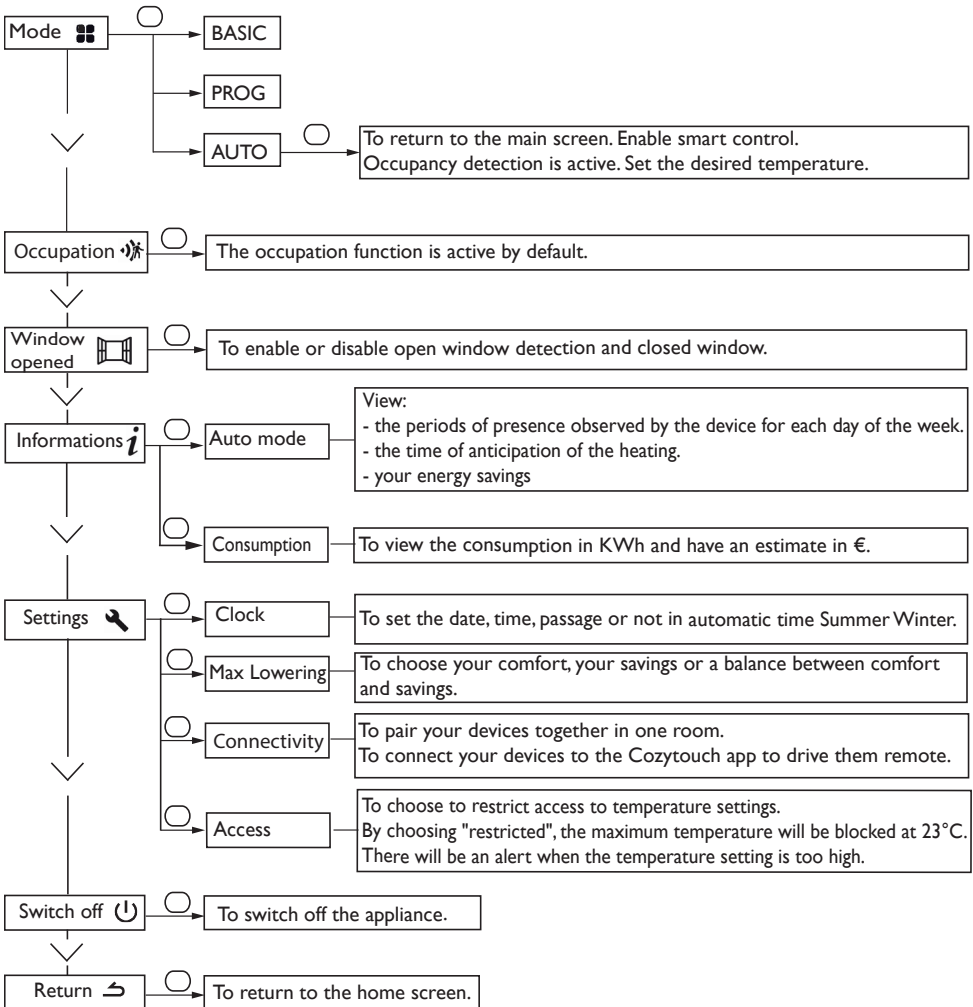 Mode
BASIC
PROG
AUTO
To return to the main screen. Enable smart control.
Occupancy detection is active. Set the desired temperature.
Occupation
The occupation function is active by default.
Window
opened
To enable or disable open window detection and closed window.
Informations i
Auto mode
View:
- the periods of presence observed by the device for each day of the week.
- the time of anticipation of the heating.
- your energy savings
Consumption
To view the consumption in KWh and have an estimate in €.
Settings
Clock
To set the date, time, passage or not in automatic time Summer Winter.
Max Lowering
To choose your comfort, your savings or a balance between comfort
and savings.
Connectivity
To pair your devices together in one room.
To connect your devices to the Cozytouch app to drive them remote.
Access
To choose to restrict access to temperature settings.
By choosing "restricted", the maximum temperature will be blocked at 23°C.
There will be an alert when the temperature setting is too high.
Switch off
To switch off the appliance.
Return
To return to the home screen.